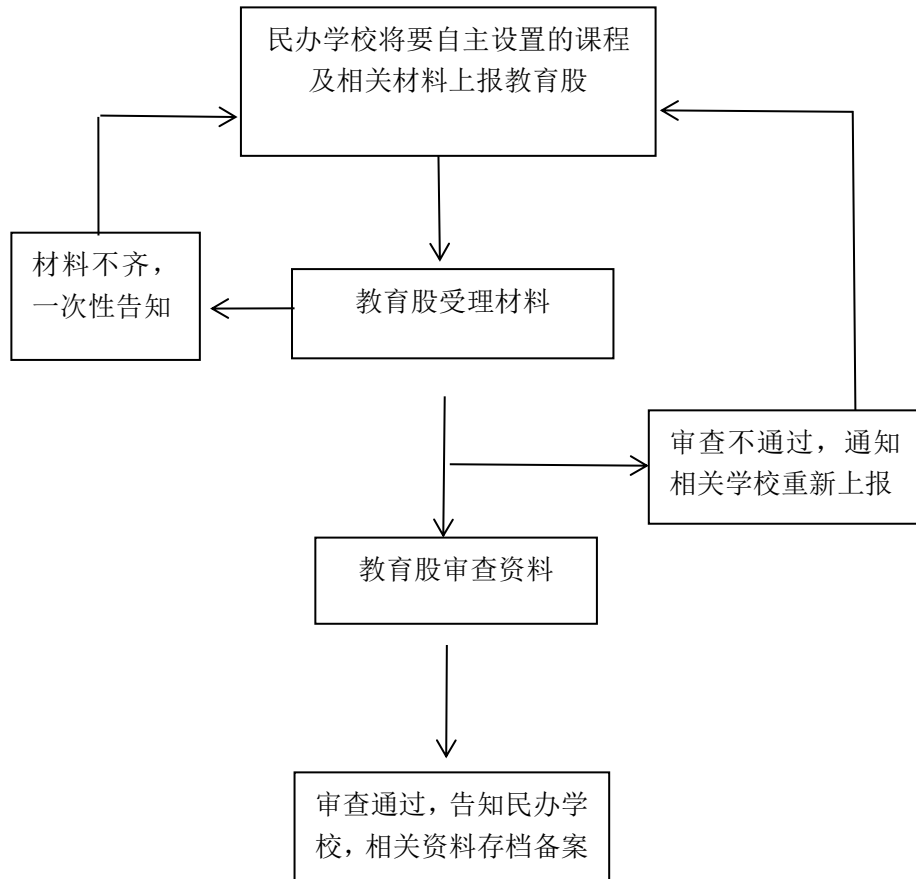 民办学校将要自主设置的课程
及相关材料上报教育股
材料不齐，
一次性告知
教育股受理材料
审查不通过，通知
相关学校重新上报
教育股审查资料
审查通过，告知民办学
校，相关资料存档备案